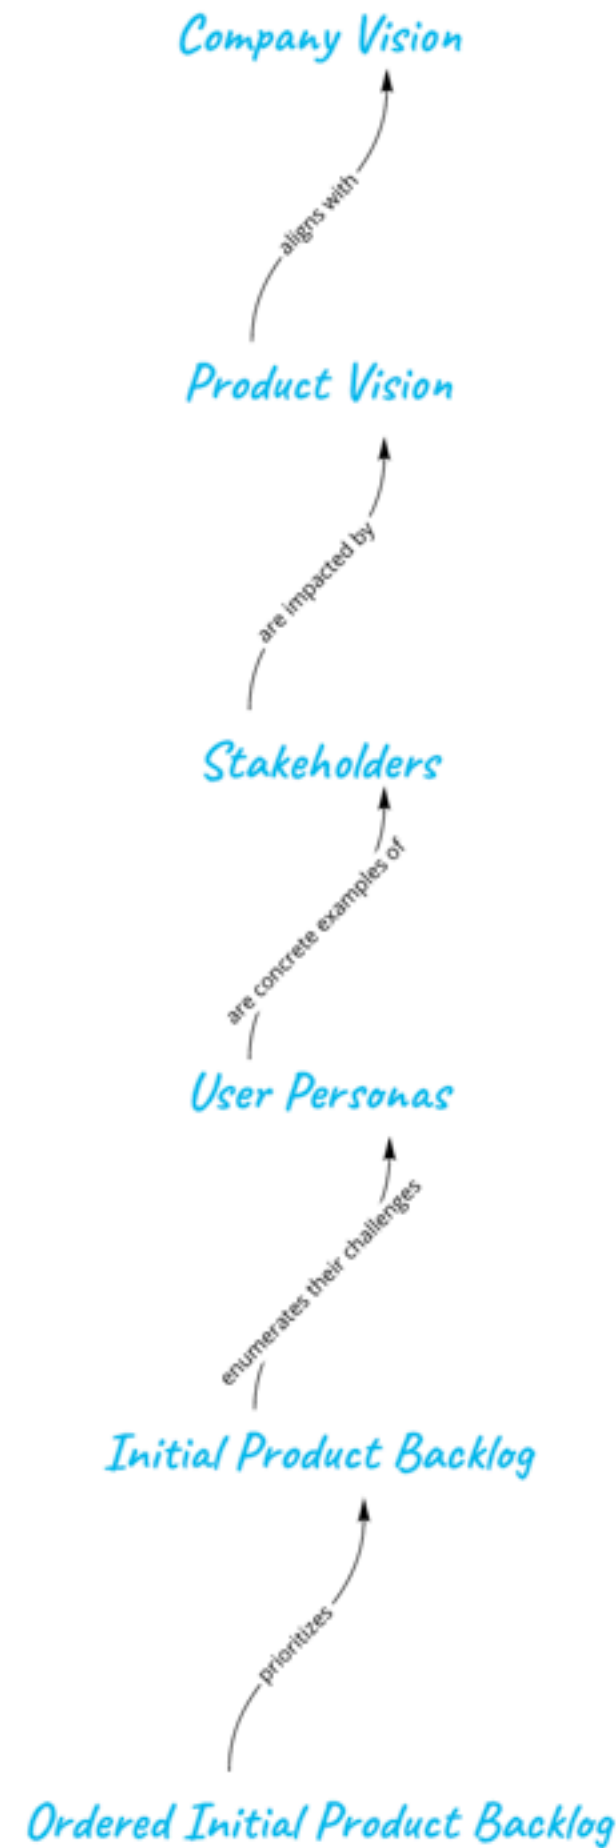 Company Vision
aligns with
Product Vision
are impacted by
Stakeholders
are concrete examples of
User Personas
enumerates their challenges
Initial Product Backlog
prioritizes
Ordered Initial Product Backlog